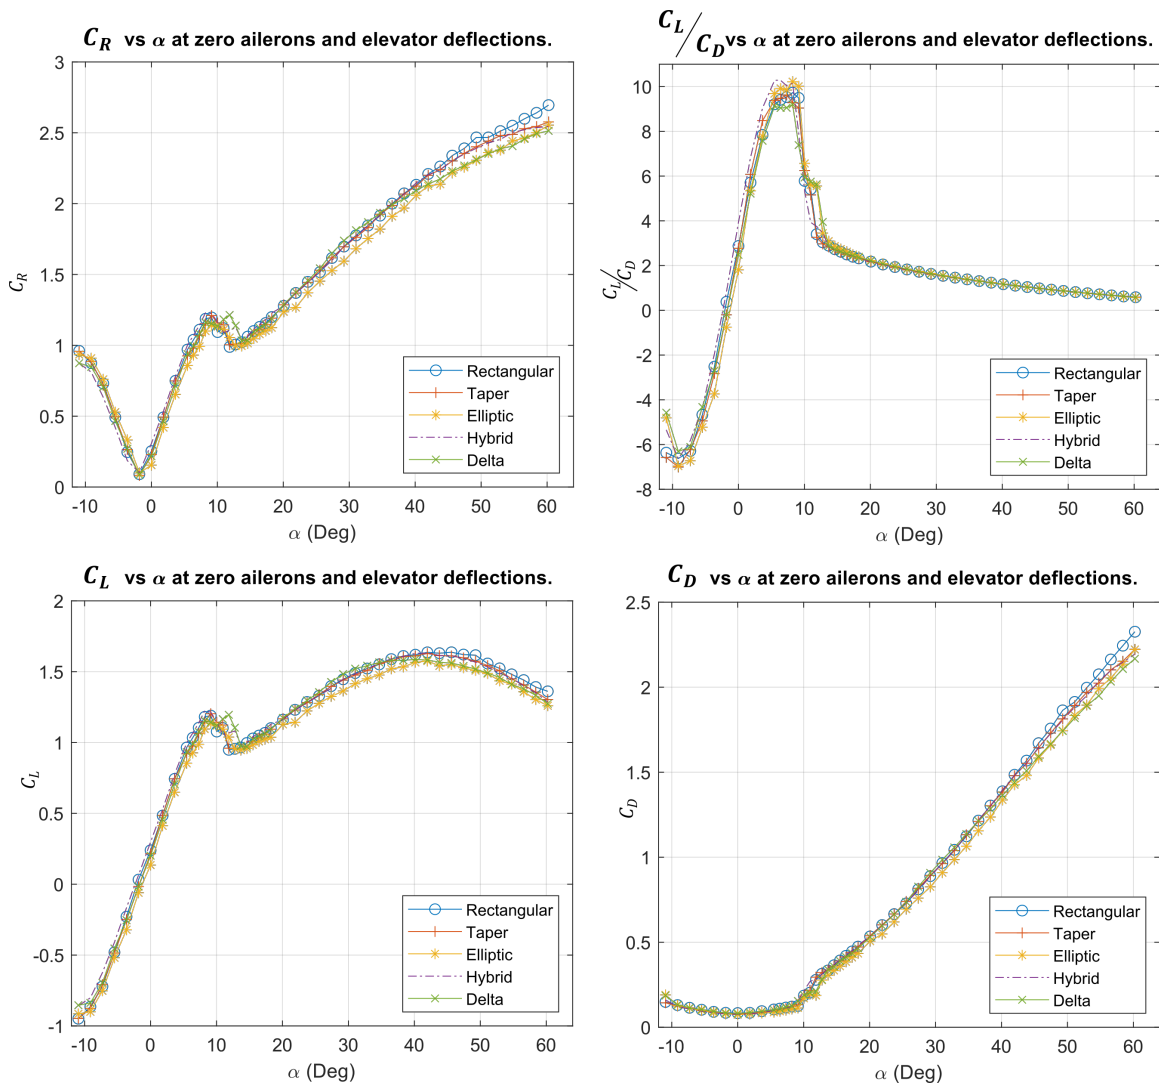 C_R vs α at zero ailerons and elevator deflections.
3
2.5
2
1.5
1
0.5
0
C_R
-10 0 10 20 30 40 50 60
α (Deg)
Rectangular
Taper
Elliptic
Hybrid
Delta
C_L/C_D vs α at zero ailerons and elevator deflections.
10
8
6
4
2
0
-2
-4
-6
-8
C_L/C_D
-10 0 10 20 30 40 50 60
α (Deg)
Rectangular
Taper
Elliptic
Hybrid
Delta
C_L vs α at zero ailerons and elevator deflections.
2
1.5
1
0.5
0
-0.5
-1
C_L
-10 0 10 20 30 40 50 60
α (Deg)
Rectangular
Taper
Elliptic
Hybrid
Delta
C_D vs α at zero ailerons and elevator deflections.
2.5
2
1.5
1
0.5
0
C_D
-10 0 10 20 30 40 50 60
α (Deg)
Rectangular
Taper
Elliptic
Hybrid
Delta